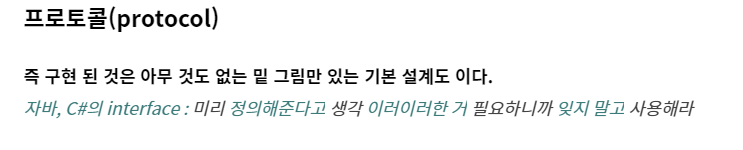 프로토콜(protocol)
즉 구현 된 것은 아무 것도 없는 밑 그림만 있는 기본 설계도 이다.
자바, C#의 interface : 미리 정의해준다고 생각 이러이러한 거 필요하니까 잊지 말고 사용해라